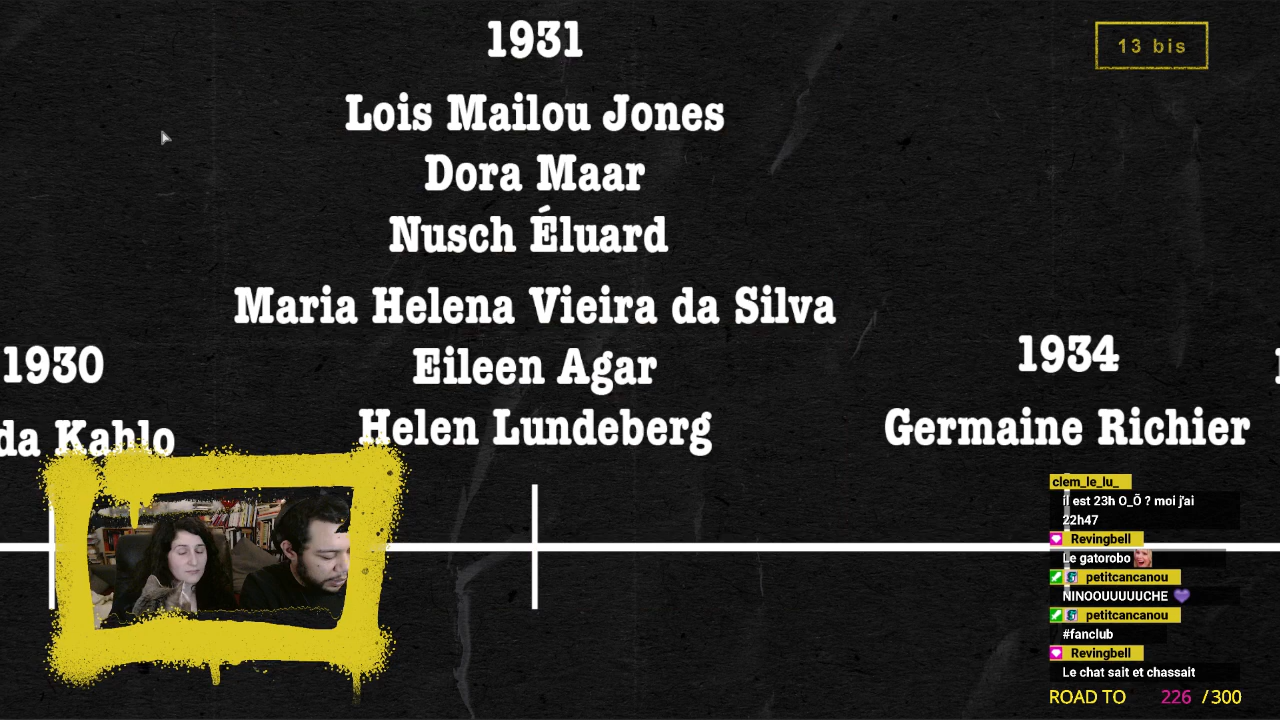 1931
13 bis
Lois Mailou Jones
Dora Maar
Nusch Éluard
Maria Helena Vieira da Silva
Eileen Agar
Helen Lundeberg
1930
da Kahlo
1934
Germaine Richier
clem_le_lu_
il est 23h O_Õ ? moi j'ai
22h47
Revingbell
Le gatorobo
petitcancanou
NINOOUUUUUCHE
petitcancanou
#fanclub
Revingbell
Le chat sait et chassait
ROAD TO 226 /300